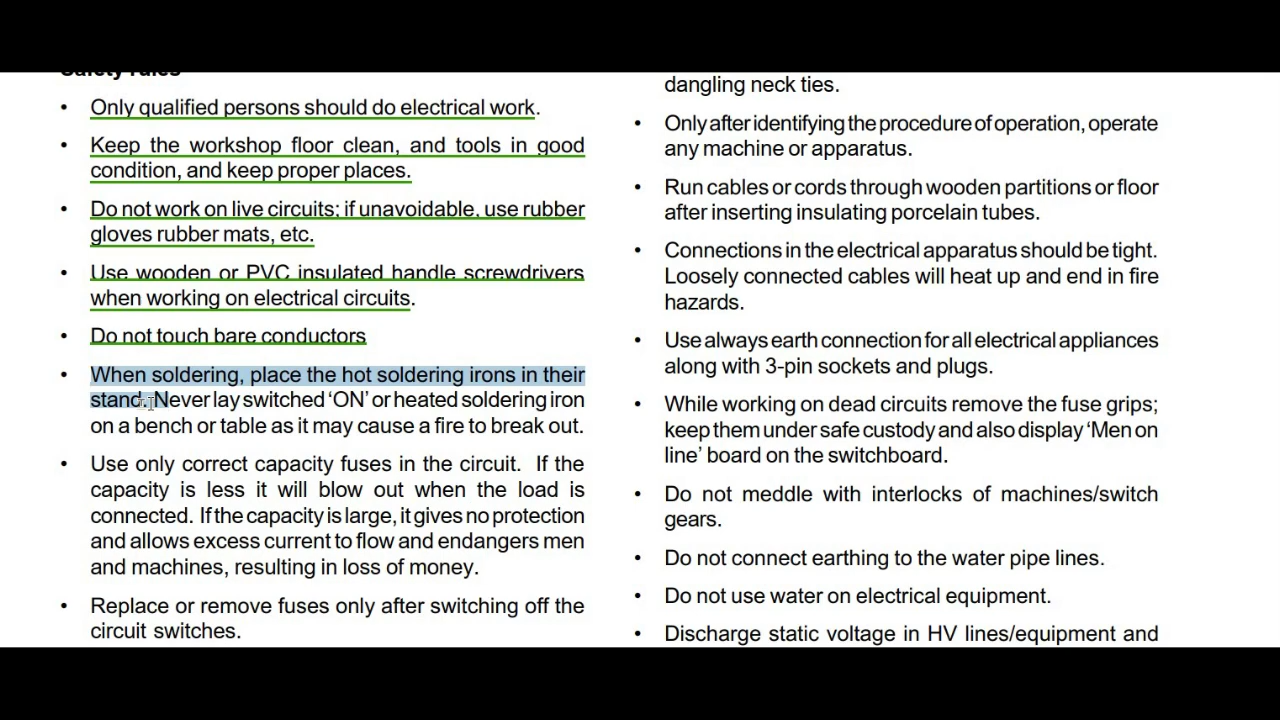 Safety rules
• Only qualified persons should do electrical work.
• Keep the workshop floor clean, and tools in good
condition, and keep proper places.
• Do not work on live circuits; if unavoidable, use rubber
gloves rubber mats, etc.
• Use wooden or PVC insulated handle screwdrivers
when working on electrical circuits.
• Do not touch bare conductors
• When soldering, place the hot soldering irons in their
stand. Never lay switched ‘ON’ or heated soldering iron
on a bench or table as it may cause a fire to break out.
• Use only correct capacity fuses in the circuit. If the
capacity is less it will blow out when the load is
connected. If the capacity is large, it gives no protection
and allows excess current to flow and endangers men
and machines, resulting in loss of money.
• Replace or remove fuses only after switching off the
circuit switches.
dangling neck ties.
• Only after identifying the procedure of operation, operate
any machine or apparatus.
• Run cables or cords through wooden partitions or floor
after inserting insulating porcelain tubes.
• Connections in the electrical apparatus should be tight.
Loosely connected cables will heat up and end in fire
hazards.
• Use always earth connection for all electrical appliances
along with 3-pin sockets and plugs.
• While working on dead circuits remove the fuse grips;
keep them under safe custody and also display ‘Men on
line’ board on the switchboard.
• Do not meddle with interlocks of machines/switch
gears.
• Do not connect earthing to the water pipe lines.
• Do not use water on electrical equipment.
• Discharge static voltage in HV lines/equipment and